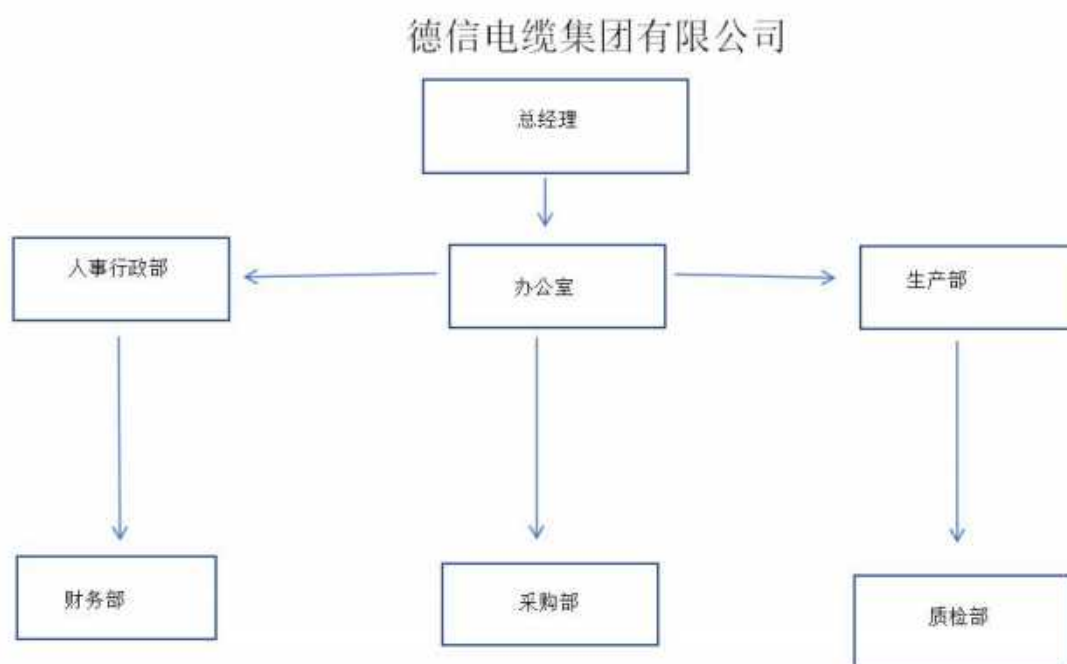 德信电缆集团有限公司
总经理
人事行政部
办公室
生产部
财务部
采购部
质检部